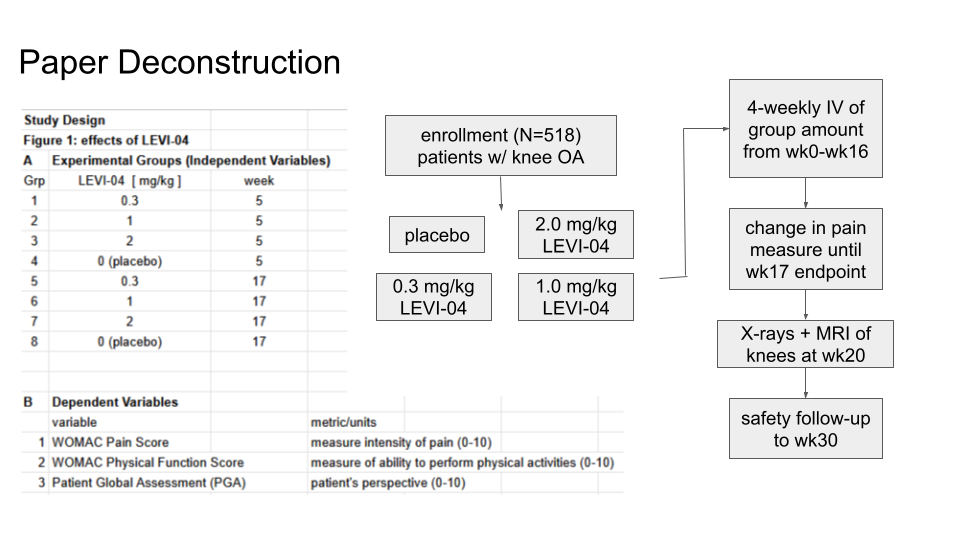 Paper Deconstruction
Study Design
Figure 1: effects of LEVI-04
A Experimental Groups (Independent Variables)
Grp LEVI-04 [ mg/kg ] week
1 0.3 5
2 1 5
3 2 5
4 0 (placebo) 5
5 0.3 17
6 1 17
7 2 17
8 0 (placebo) 17
B Dependent Variables
variable metric/units
1 WOMAC Pain Score measure intensity of pain (0-10)
2 WOMAC Physical Function Score measure of ability to perform physical activities (0-10)
3 Patient Global Assessment (PGA) patient's perspective (0-10)
enrollment (N=518)
patients w/ knee OA
placebo
2.0 mg/kg
LEVI-04
0.3 mg/kg
LEVI-04
1.0 mg/kg
LEVI-04
4-weekly IV of
group amount
from wk0-wk16
change in pain
measure until
wk17 endpoint
X-rays + MRI of
knees at wk20
safety follow-up
to wk30